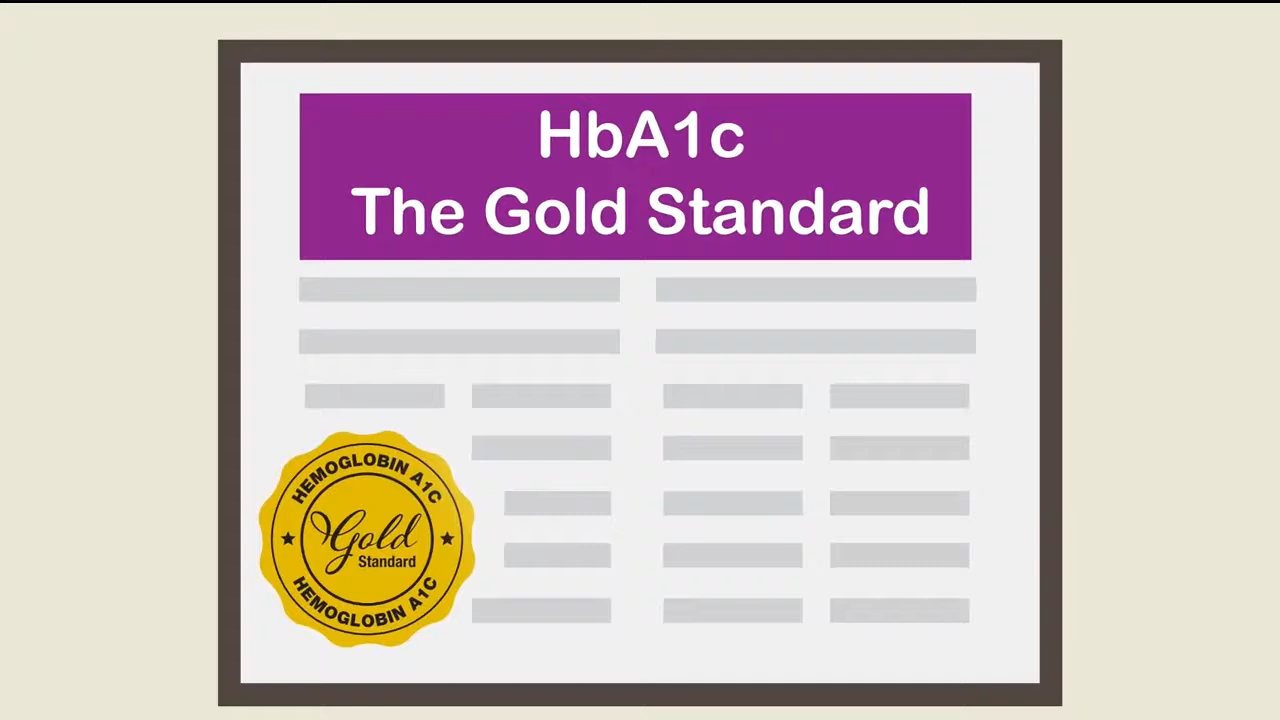 HbA1c
The Gold Standard
HEMOGLOBIN A1C
Gold
Standard
HEMOGLOBIN A1C